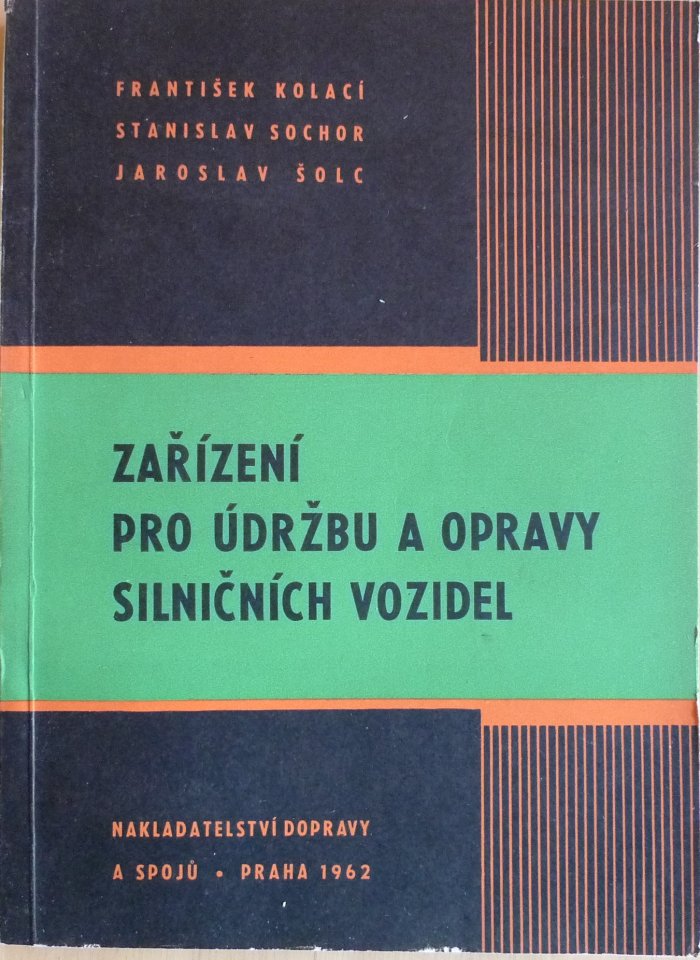 FRANTIŠEK KOLACÍ
STANISLAV SOCHOR
JAROSLAV ŠOLC
ZAŘÍZENÍ
PRO ÚDRŽBU A OPRAVY
SILNIČNÍCH VOZIDEL
NAKLADATELSTVÍ DOPRAVY
A SPOJŮ • PRAHA 1962